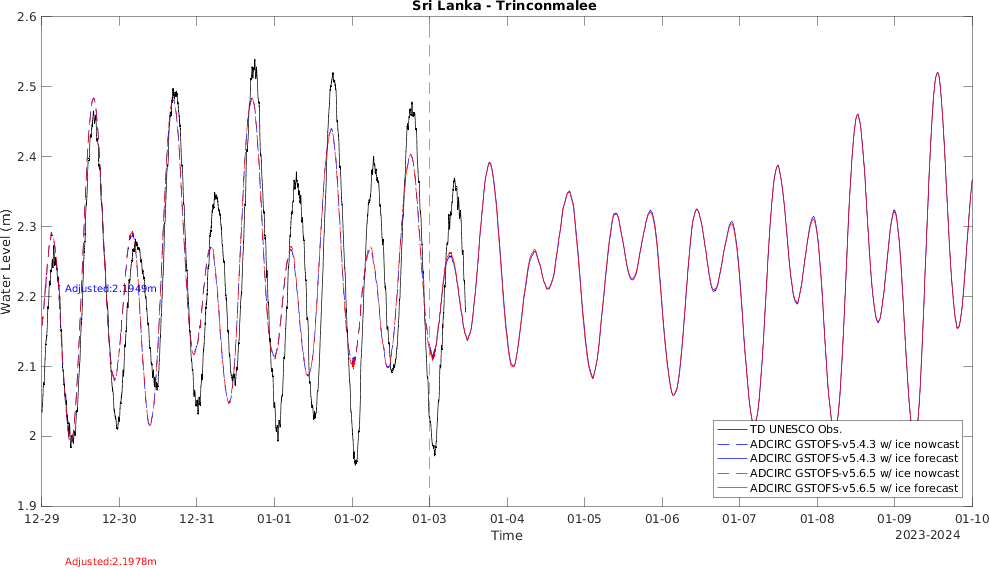 Sri Lanka - Trinconmalee
2.6
2.5
2.4
2.3
2.2
2.1
2
1.9
Water Level (m)
Adjusted:2.1949m
TD UNESCO Obs.
ADCIRC GSTOFS-v5.4.3 w/ ice nowcast
ADCIRC GSTOFS-v5.4.3 w/ ice forecast
ADCIRC GSTOFS-v5.6.5 w/ ice nowcast
ADCIRC GSTOFS-v5.6.5 w/ ice forecast
12-29 12-30 12-31 01-01 01-02 01-03 01-04 01-05 01-06 01-07 01-08 01-09 01-10
Time
2023-2024
Adjusted:2.1978m